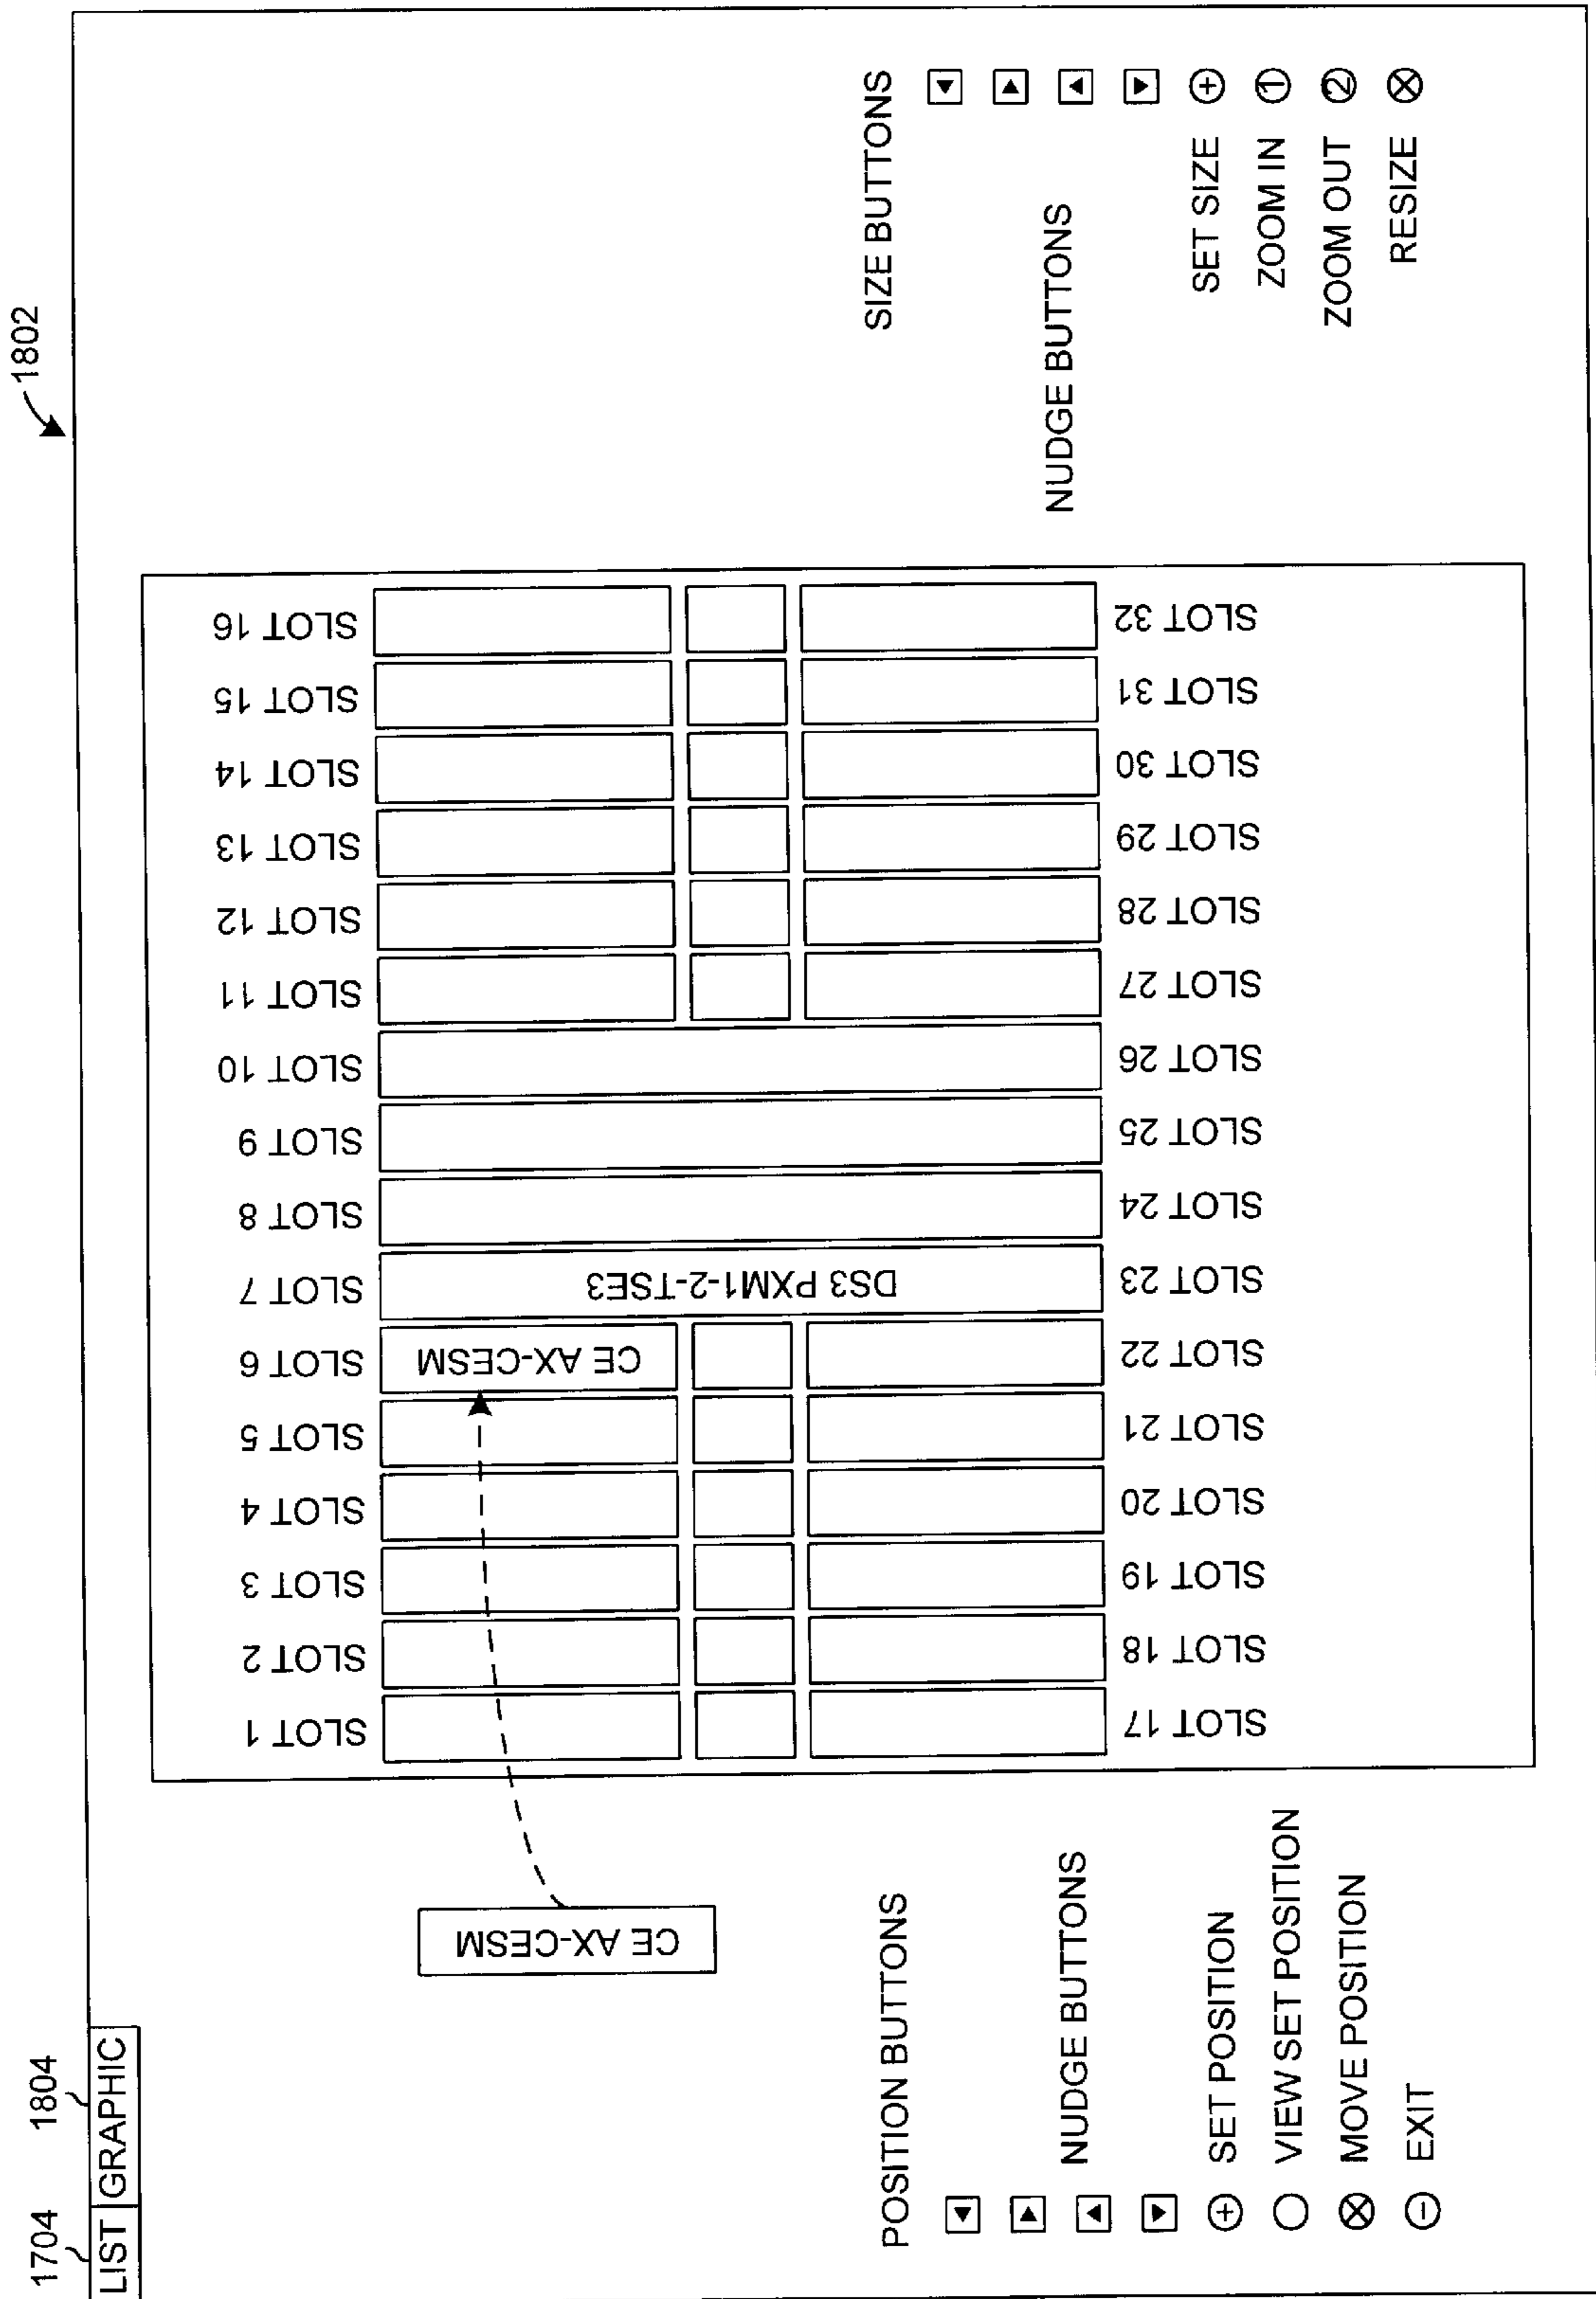 1802
1704
1804
LIST
GRAPHIC
SLOT 1
SLOT 2
SLOT 3
SLOT 4
SLOT 5
SLOT 6
SLOT 7
SLOT 8
SLOT 9
SLOT 10
SLOT 11
SLOT 12
SLOT 13
SLOT 14
SLOT 15
SLOT 16
CE AX-CESM
CE AX-CESM
DS3 PXM1-2-TSE3
SLOT 17
SLOT 18
SLOT 19
SLOT 20
SLOT 21
SLOT 22
SLOT 23
SLOT 24
SLOT 25
SLOT 26
SLOT 27
SLOT 28
SLOT 29
SLOT 30
SLOT 31
SLOT 32
POSITION BUTTONS
NUDGE BUTTONS
+ SET POSITION
VIEW SET POSITION
MOVE POSITION
− EXIT
SIZE BUTTONS
NUDGE BUTTONS
SET SIZE +
ZOOM IN 1
ZOOM OUT 2
RESIZE